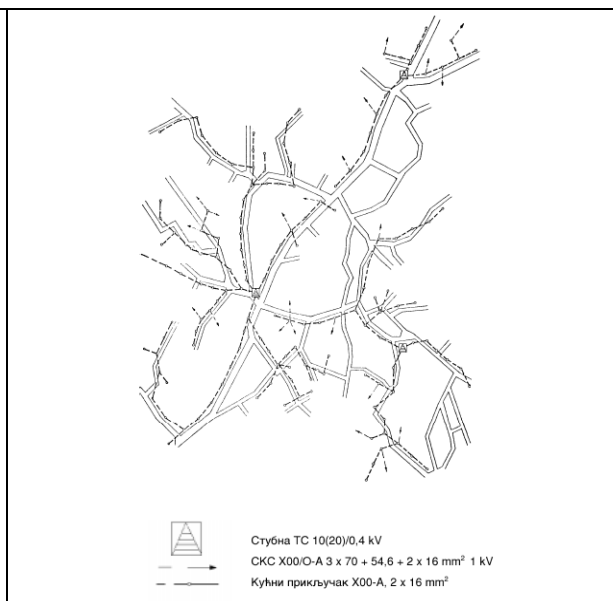 Стубна ТС 10(20)/0,4 kV
СКС X00/O-A 3 x 70 + 54,6 + 2 x 16 mm² 1 kV
Кућни прикључак X00-A, 2 x 16 mm²